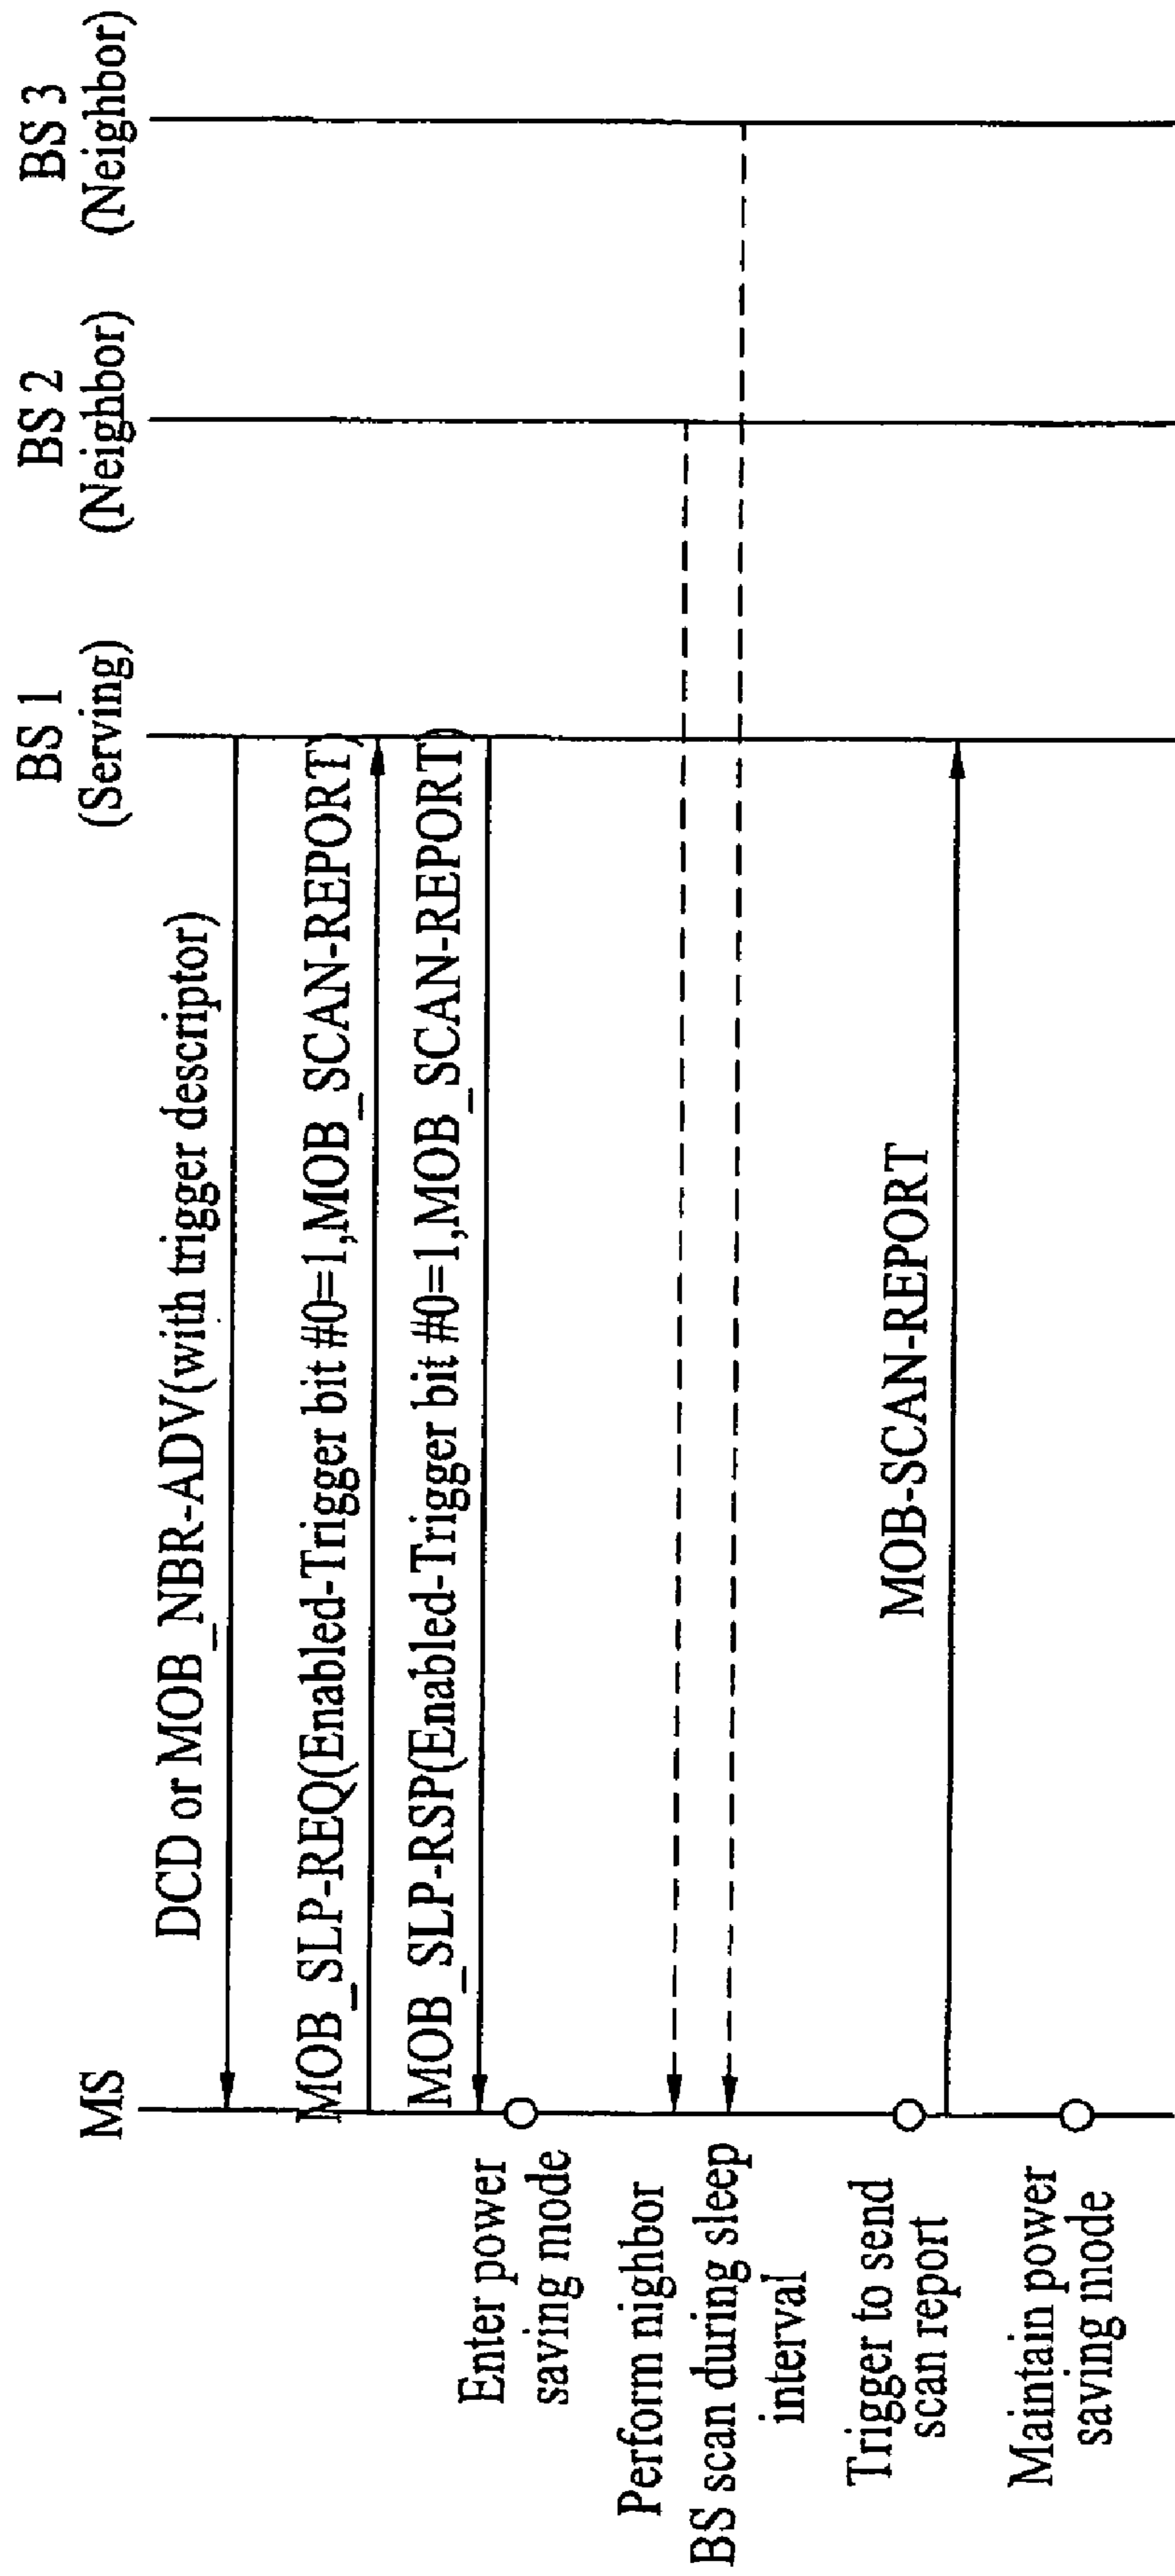 MS
BS 1
(Serving)
BS 2
(Neighbor)
BS 3
(Neighbor)
DCD or MOB_NBR-ADV(with trigger descriptor)
MOB_SLP-REQ(Enabled-Trigger bit #0=1,MOB_SCAN-REPORT)
MOB_SLP-RSP(Enabled-Trigger bit #0=1,MOB_SCAN-REPORT)
Enter power
saving mode
Perform nighbor
BS scan during sleep
interval
Trigger to send
scan report
MOB-SCAN-REPORT
Maintain power
saving mode